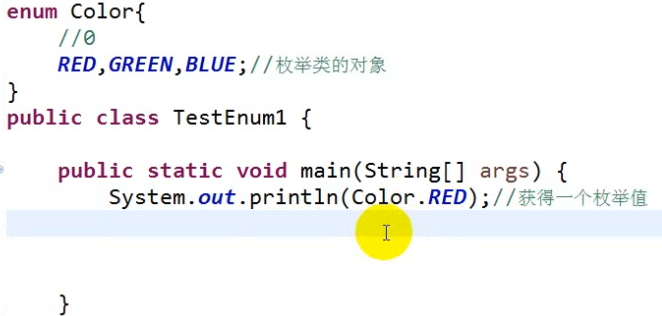 enum Color{
//0
RED,GREEN,BLUE;//枚举类的对象
}
public class TestEnum1 {
public static void main(String[] args) {
System.out.println(Color.RED);//获得一个枚举值
}